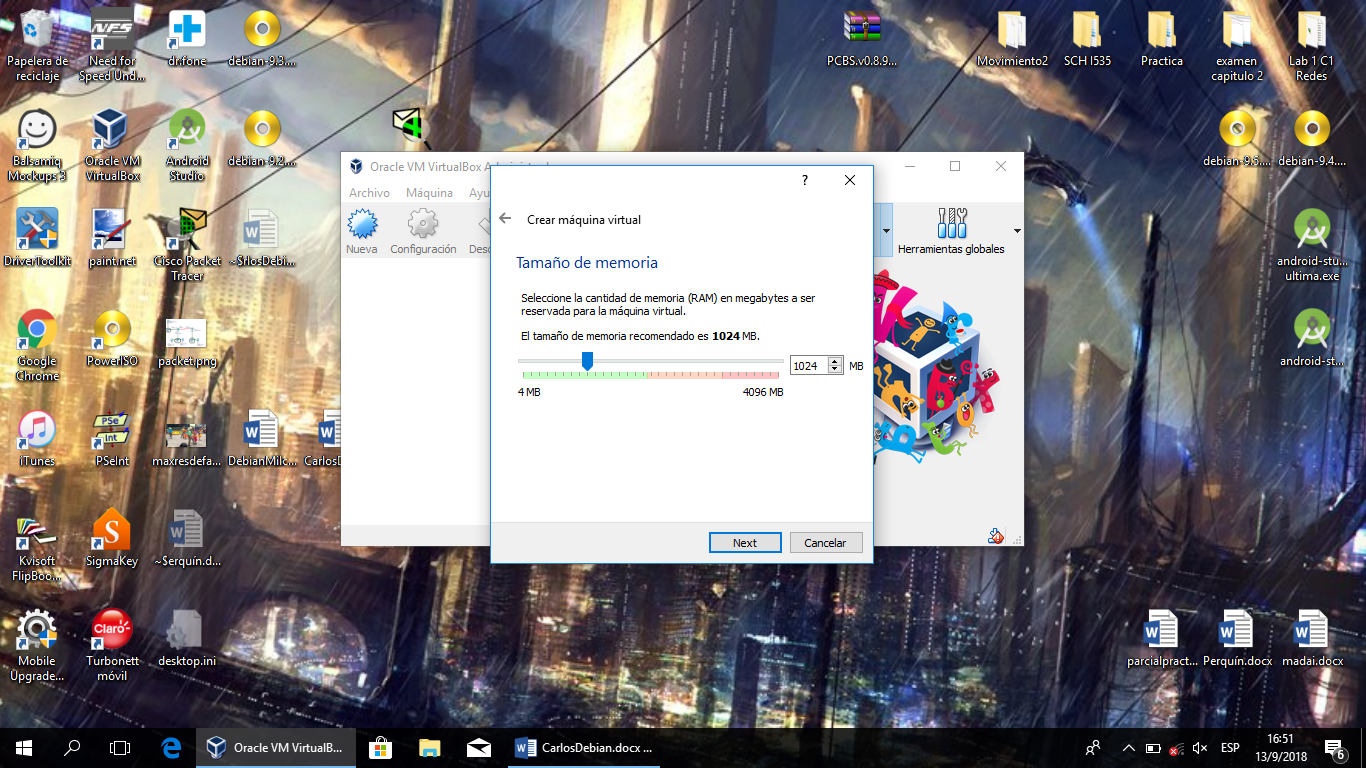 Papelera de
reciclaje
NFS
Need for
Speed Und...
dr.fone
debian-9.3....
PCBS.v0.8.9...
Movimiento2
SCH I535
Practica
examen
capitulo 2
Lab 1 C1
Redes
Balsamiq
Mockups 3
Oracle VM
VirtualBox
Android
Studio
debian-9.2....
debian-9.5....
debian-9.4....
Oracle VM VirtualBox
Archivo
Máquina
Ayu
Nueva
Configuración
Desc
Herramientas globales
?
Crear máquina virtual
Tamaño de memoria
Seleccione la cantidad de memoria (RAM) en megabytes a ser
reservada para la máquina virtual.
El tamaño de memoria recomendado es 1024 MB.
1024
MB
4 MB
4096 MB
Next
Cancelar
DriverToolkit
paint.net
Cisco Packet
Tracer
~$rlosDebi...
android-stu...
ultima.exe
Google
Chrome
PowerISO
packet.png
android-st...
iTunes
PSe
Int
PSeInt
maxresdefa...
DebianMilc...
CarlosD
Kvisoft
FlipBoo...
SigmaKey
~$erquín.d...
Mobile
Upgrade...
Claro
Turbonett
móvil
desktop.ini
parcialpract...
Perquín.docx
madai.docx
Oracle VM VirtualB...
CarlosDebian.docx ...
ESP
16:51
13/9/2018
6